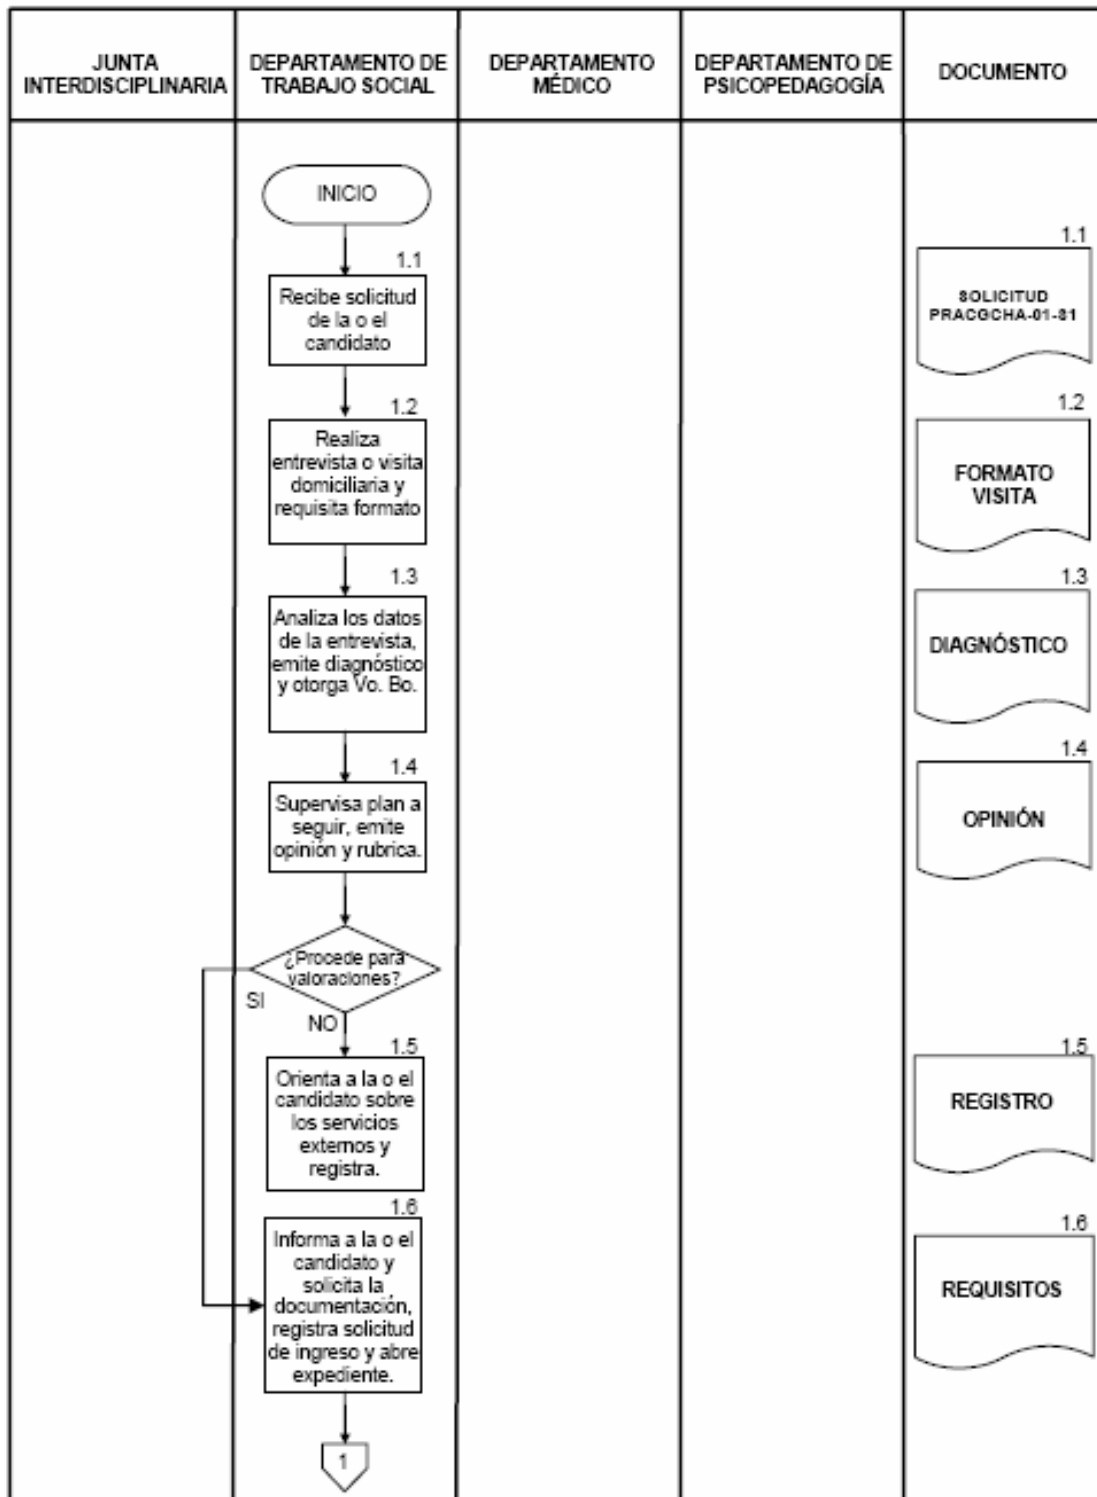 JUNTA
INTERDISCIPLINARIA
DEPARTAMENTO DE
TRABAJO SOCIAL
DEPARTAMENTO
MÉDICO
DEPARTAMENTO DE
PSICOPEDAGOGÍA
DOCUMENTO
INICIO
1.1
Recibe solicitud
de la o el
candidato
1.1
SOLICITUD
PRACGCHA-01-81
1.2
Realiza
entrevista o visita
domiciliaria y
requisita formato
1.2
FORMATO
VISITA
1.3
Analiza los datos
de la entrevista,
emite diagnóstico
y otorga Vo. Bo.
1.3
DIAGNÓSTICO
1.4
Supervisa plan a
seguir, emite
opinión y rubrica.
1.4
OPINIÓN
¿Procede para
valoraciones?
SI
NO
1.5
Orienta a la o el
candidato sobre
los servicios
externos y
registra.
1.5
REGISTRO
1.6
Informa a la o el
candidato y
solicita la
documentación,
registra solicitud
de ingreso y abre
expediente.
1.6
REQUISITOS
1